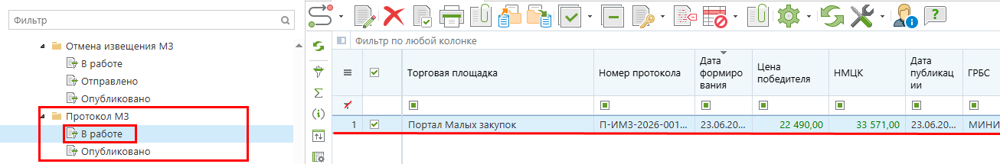 Фильтр
Отмена извещения МЗ
В работе
Отправлено
Опубликовано
Протокол МЗ
В работе
Опубликовано
Фильтр по любой колонке
Торговая площадка
Номер протокола
Дата
формиро
вания
Цена
победителя
НМЦК
Дата
публикац
ии
ГРБС
1
Портал Малых закупок
П-ИМЗ-2026-001...
23.06.20...
22 490,00
33 571,00
23.06.20...
МИНИ